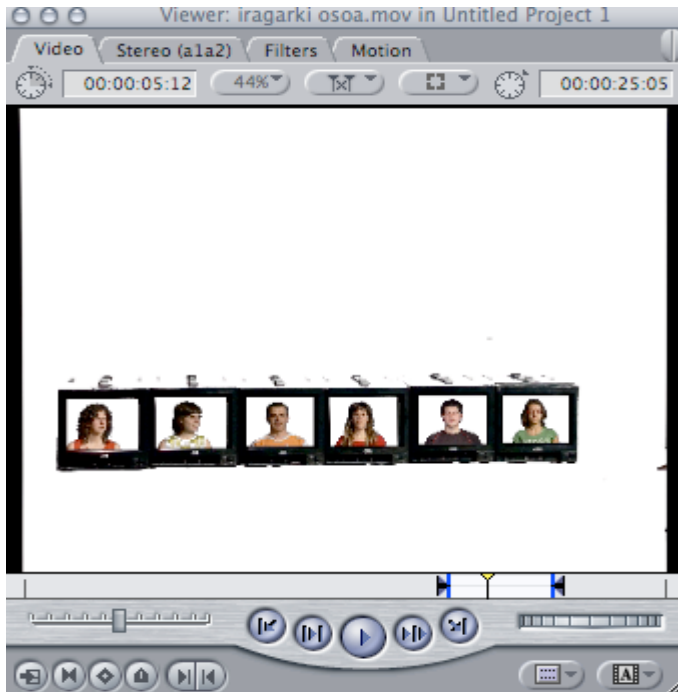 Viewer: iragarki osoa.mov in Untitled Project 1
Video Stereo (a1a2) Filters Motion
00:00:05:12 44% 00:00:25:05
A